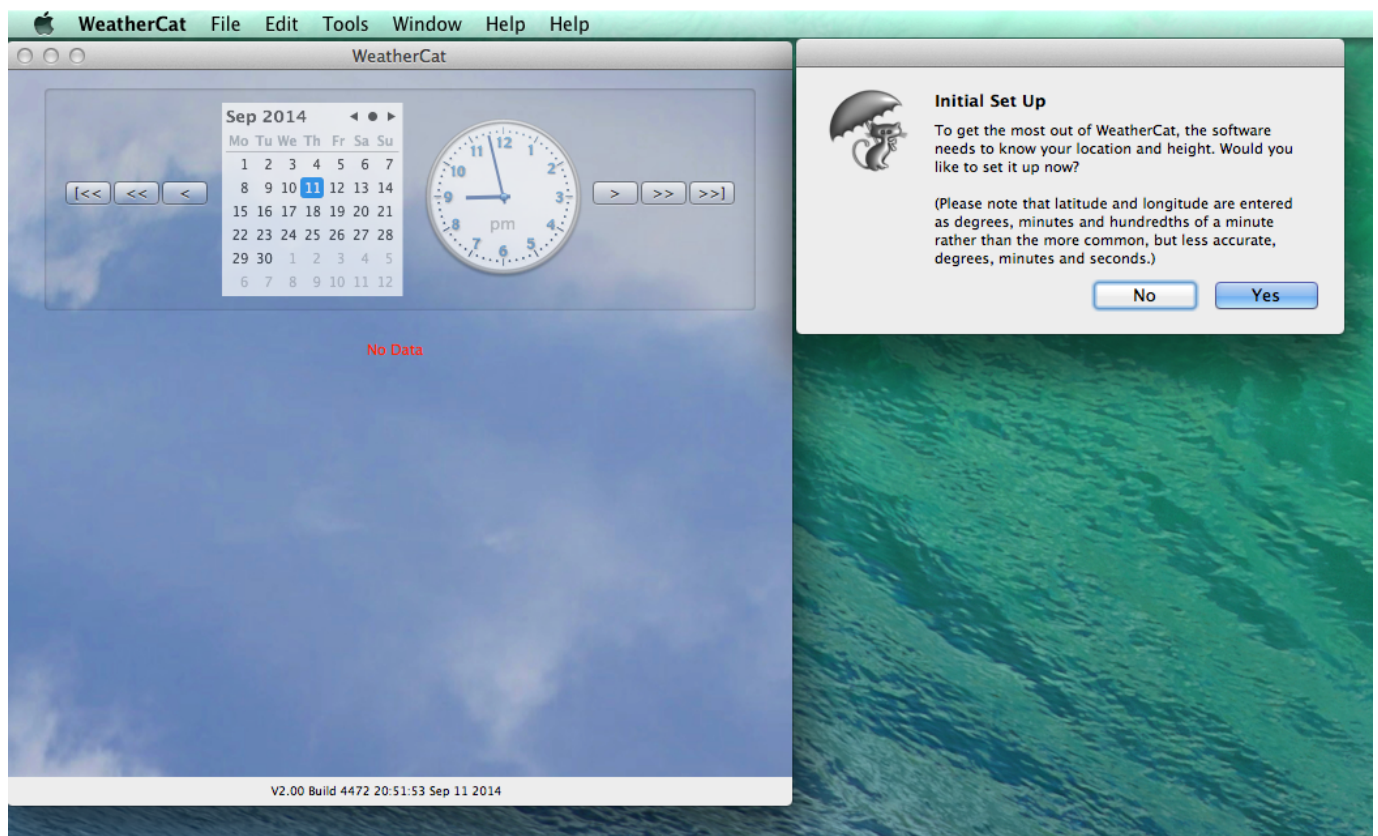 WeatherCat File Edit Tools Window Help Help
WeatherCat
Sep 2014
Mo Tu We Th Fr Sa Su
1 2 3 4 5 6 7
8 9 10 11 12 13 14
15 16 17 18 19 20 21
22 23 24 25 26 27 28
29 30 1 2 3 4 5
6 7 8 9 10 11 12
[<< << <
12
1
2
3
4
5
6
7
8
9
10
11
pm
> >> >>]
No Data
V2.00 Build 4472 20:51:53 Sep 11 2014
Initial Set Up
To get the most out of WeatherCat, the software
needs to know your location and height. Would you
like to set it up now?
(Please note that latitude and longitude are entered
as degrees, minutes and hundredths of a minute
rather than the more common, but less accurate,
degrees, minutes and seconds.)
No Yes